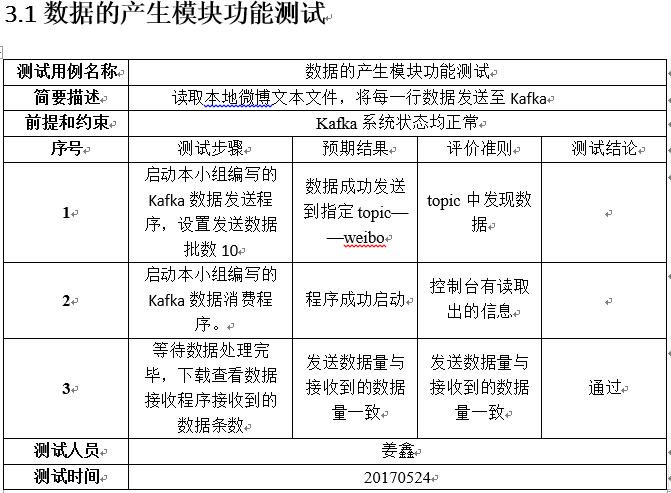 3.1数据的产生模块功能测试
测试用例名称 数据的产生模块功能测试
简要描述 读取本地微博文本文件，将每一行数据发送至 Kafka
前提和约束 Kafka 系统状态均正常
序号 测试步骤 预期结果 评价准则 测试结论
1
启动本小组编写的
Kafka 数据发送程
序，设置发送数据
批数 10
数据成功发送
到指定 topic—
—weibo
topic 中发现数
据
2
启动本小组编写的
Kafka 数据消费程
序。
程序成功启动
控制台有读取
出的信息
3
等待数据处理完
毕，下载查看数据
接收程序接收到的
数据条数
发送数据量与
接收到的数据
量一致
发送数据量与
接收到的数据
量一致
通过
测试人员 姜鑫
测试时间 20170524